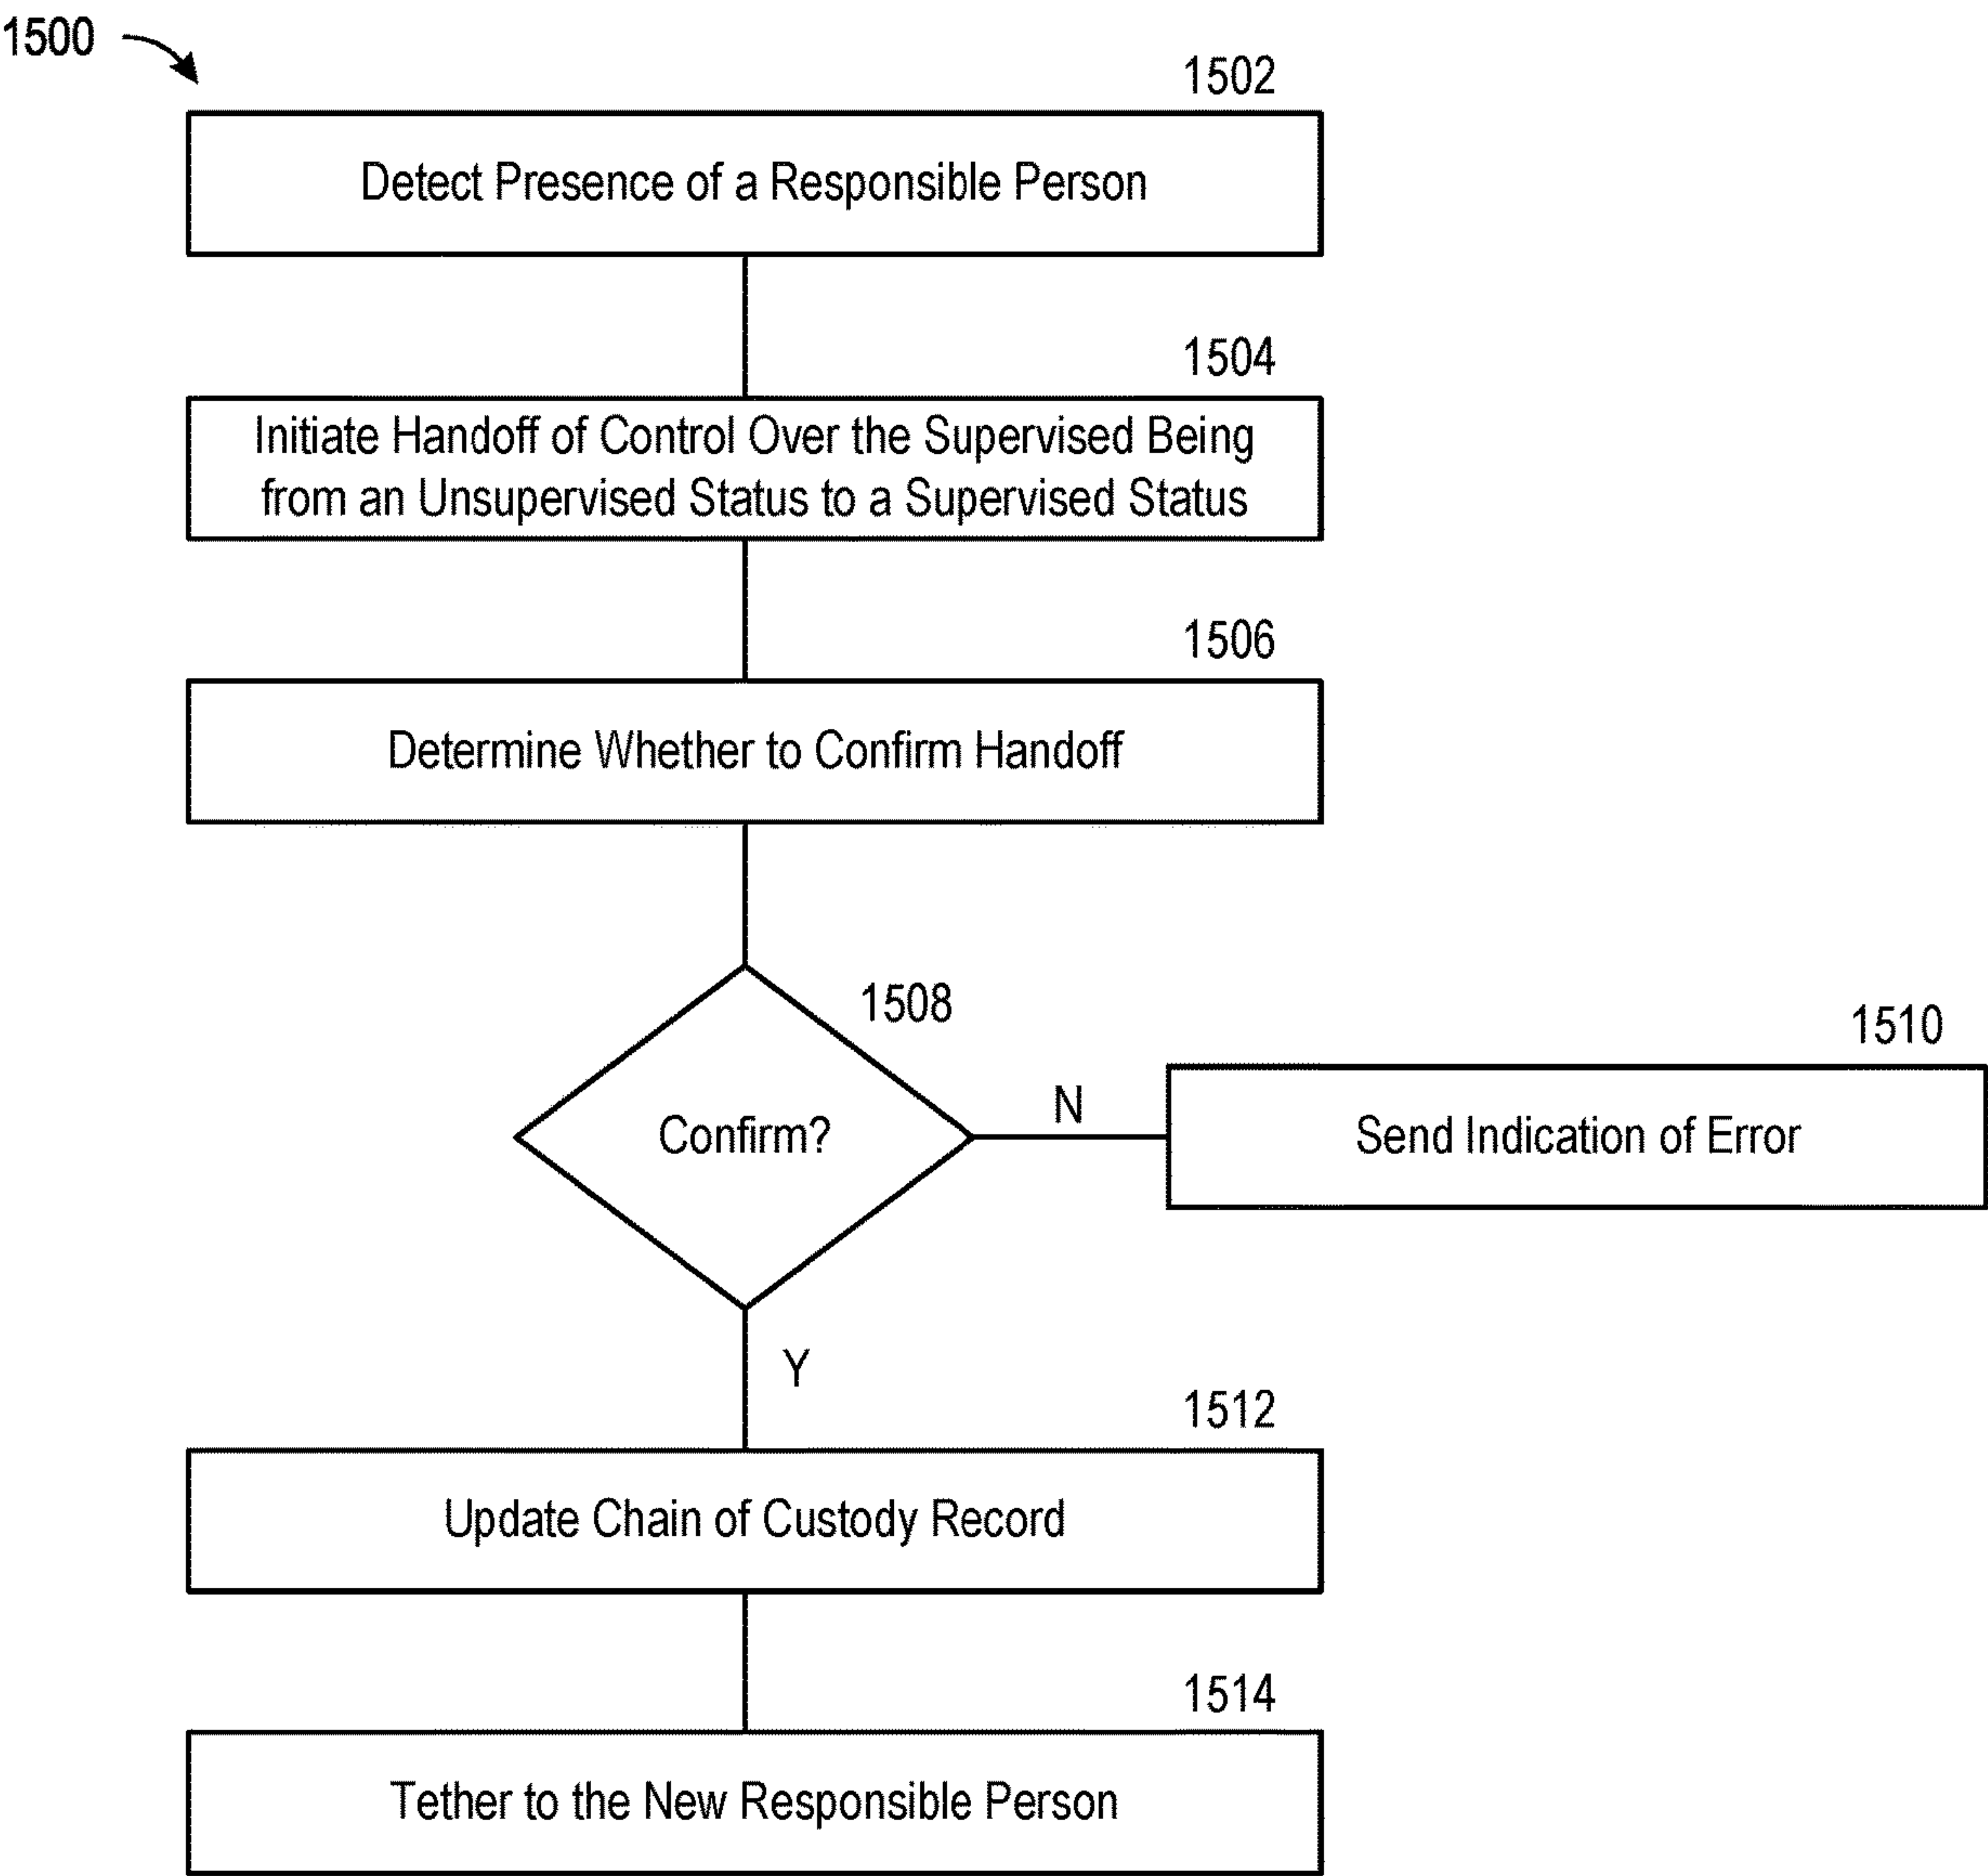 1500
1502
Detect Presence of a Responsible Person
1504
Initiate Handoff of Control Over the Supervised Being
from an Unsupervised Status to a Supervised Status
1506
Determine Whether to Confirm Handoff
1508
Confirm?
N
1510
Send Indication of Error
Y
1512
Update Chain of Custody Record
1514
Tether to the New Responsible Person